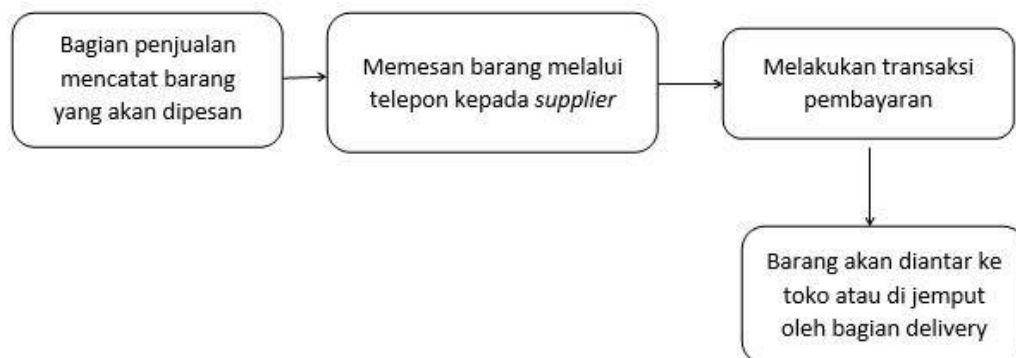 Bagian penjualan
mencatat barang
yang akan dipesan
Memesan barang melalui
telepon kepada supplier
Melakukan transaksi
pembayaran
Barang akan diantar ke
toko atau di jemput
oleh bagian delivery